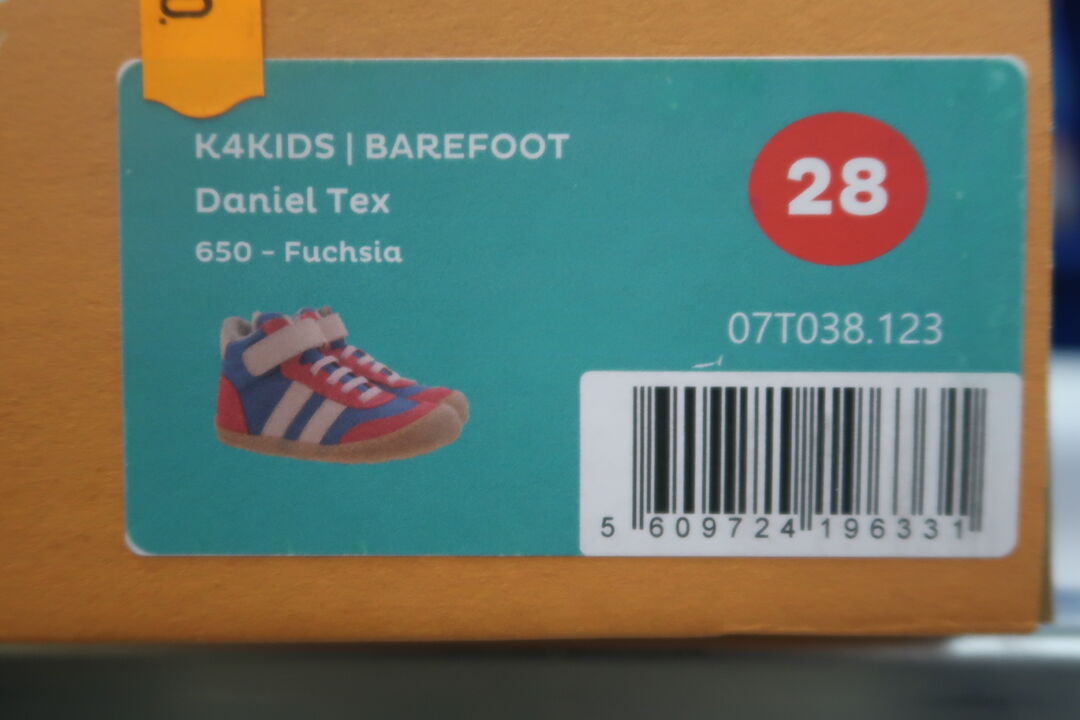 K4KIDS | BAREFOOT
Daniel Tex
650 - Fuchsia
28
07T038.123
5 609724 196331